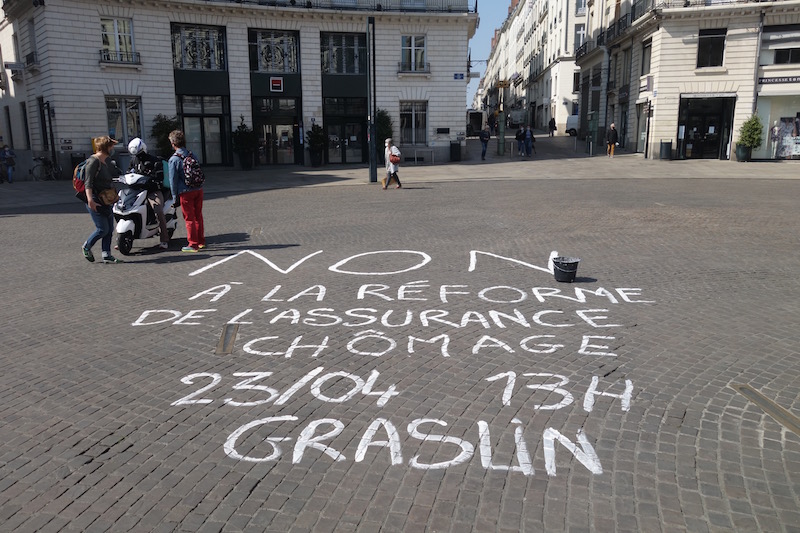 NON
À LA RÉFORME
DE L'ASSURANCE
CHÔMAGE
23/04 13H
GRASLIN